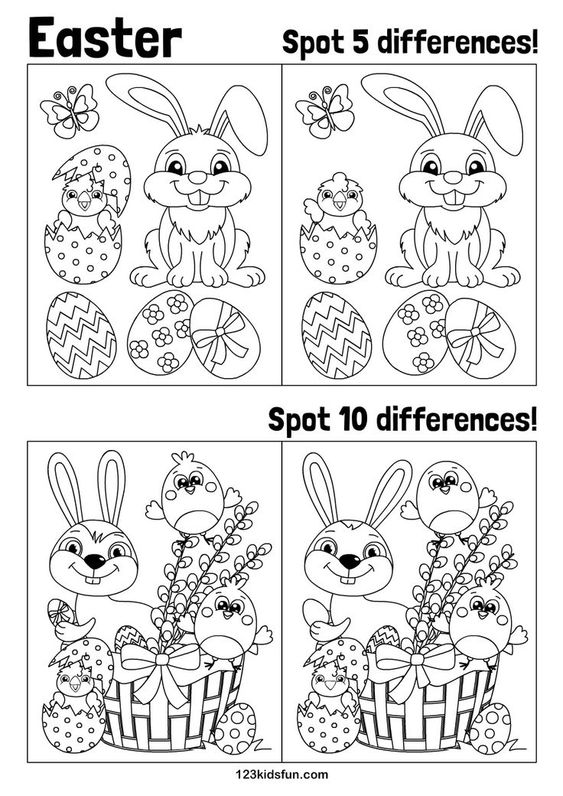 Easter
Spot 5 differences!
Spot 10 differences!
123kidsfun.com